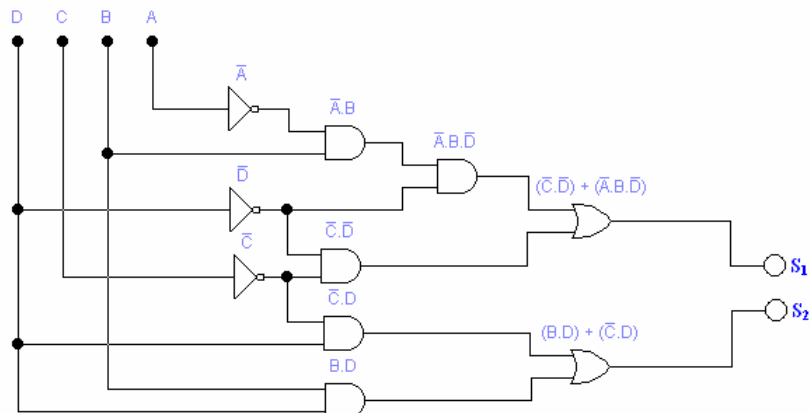 D C B A
A̅
A̅.B
A̅.B.D̅
D̅
(C̅.D̅) + (A̅.B.D̅)
C̅.D̅
C̅
S₁
C̅.D
S₂
(B.D) + (C̅.D)
B.D